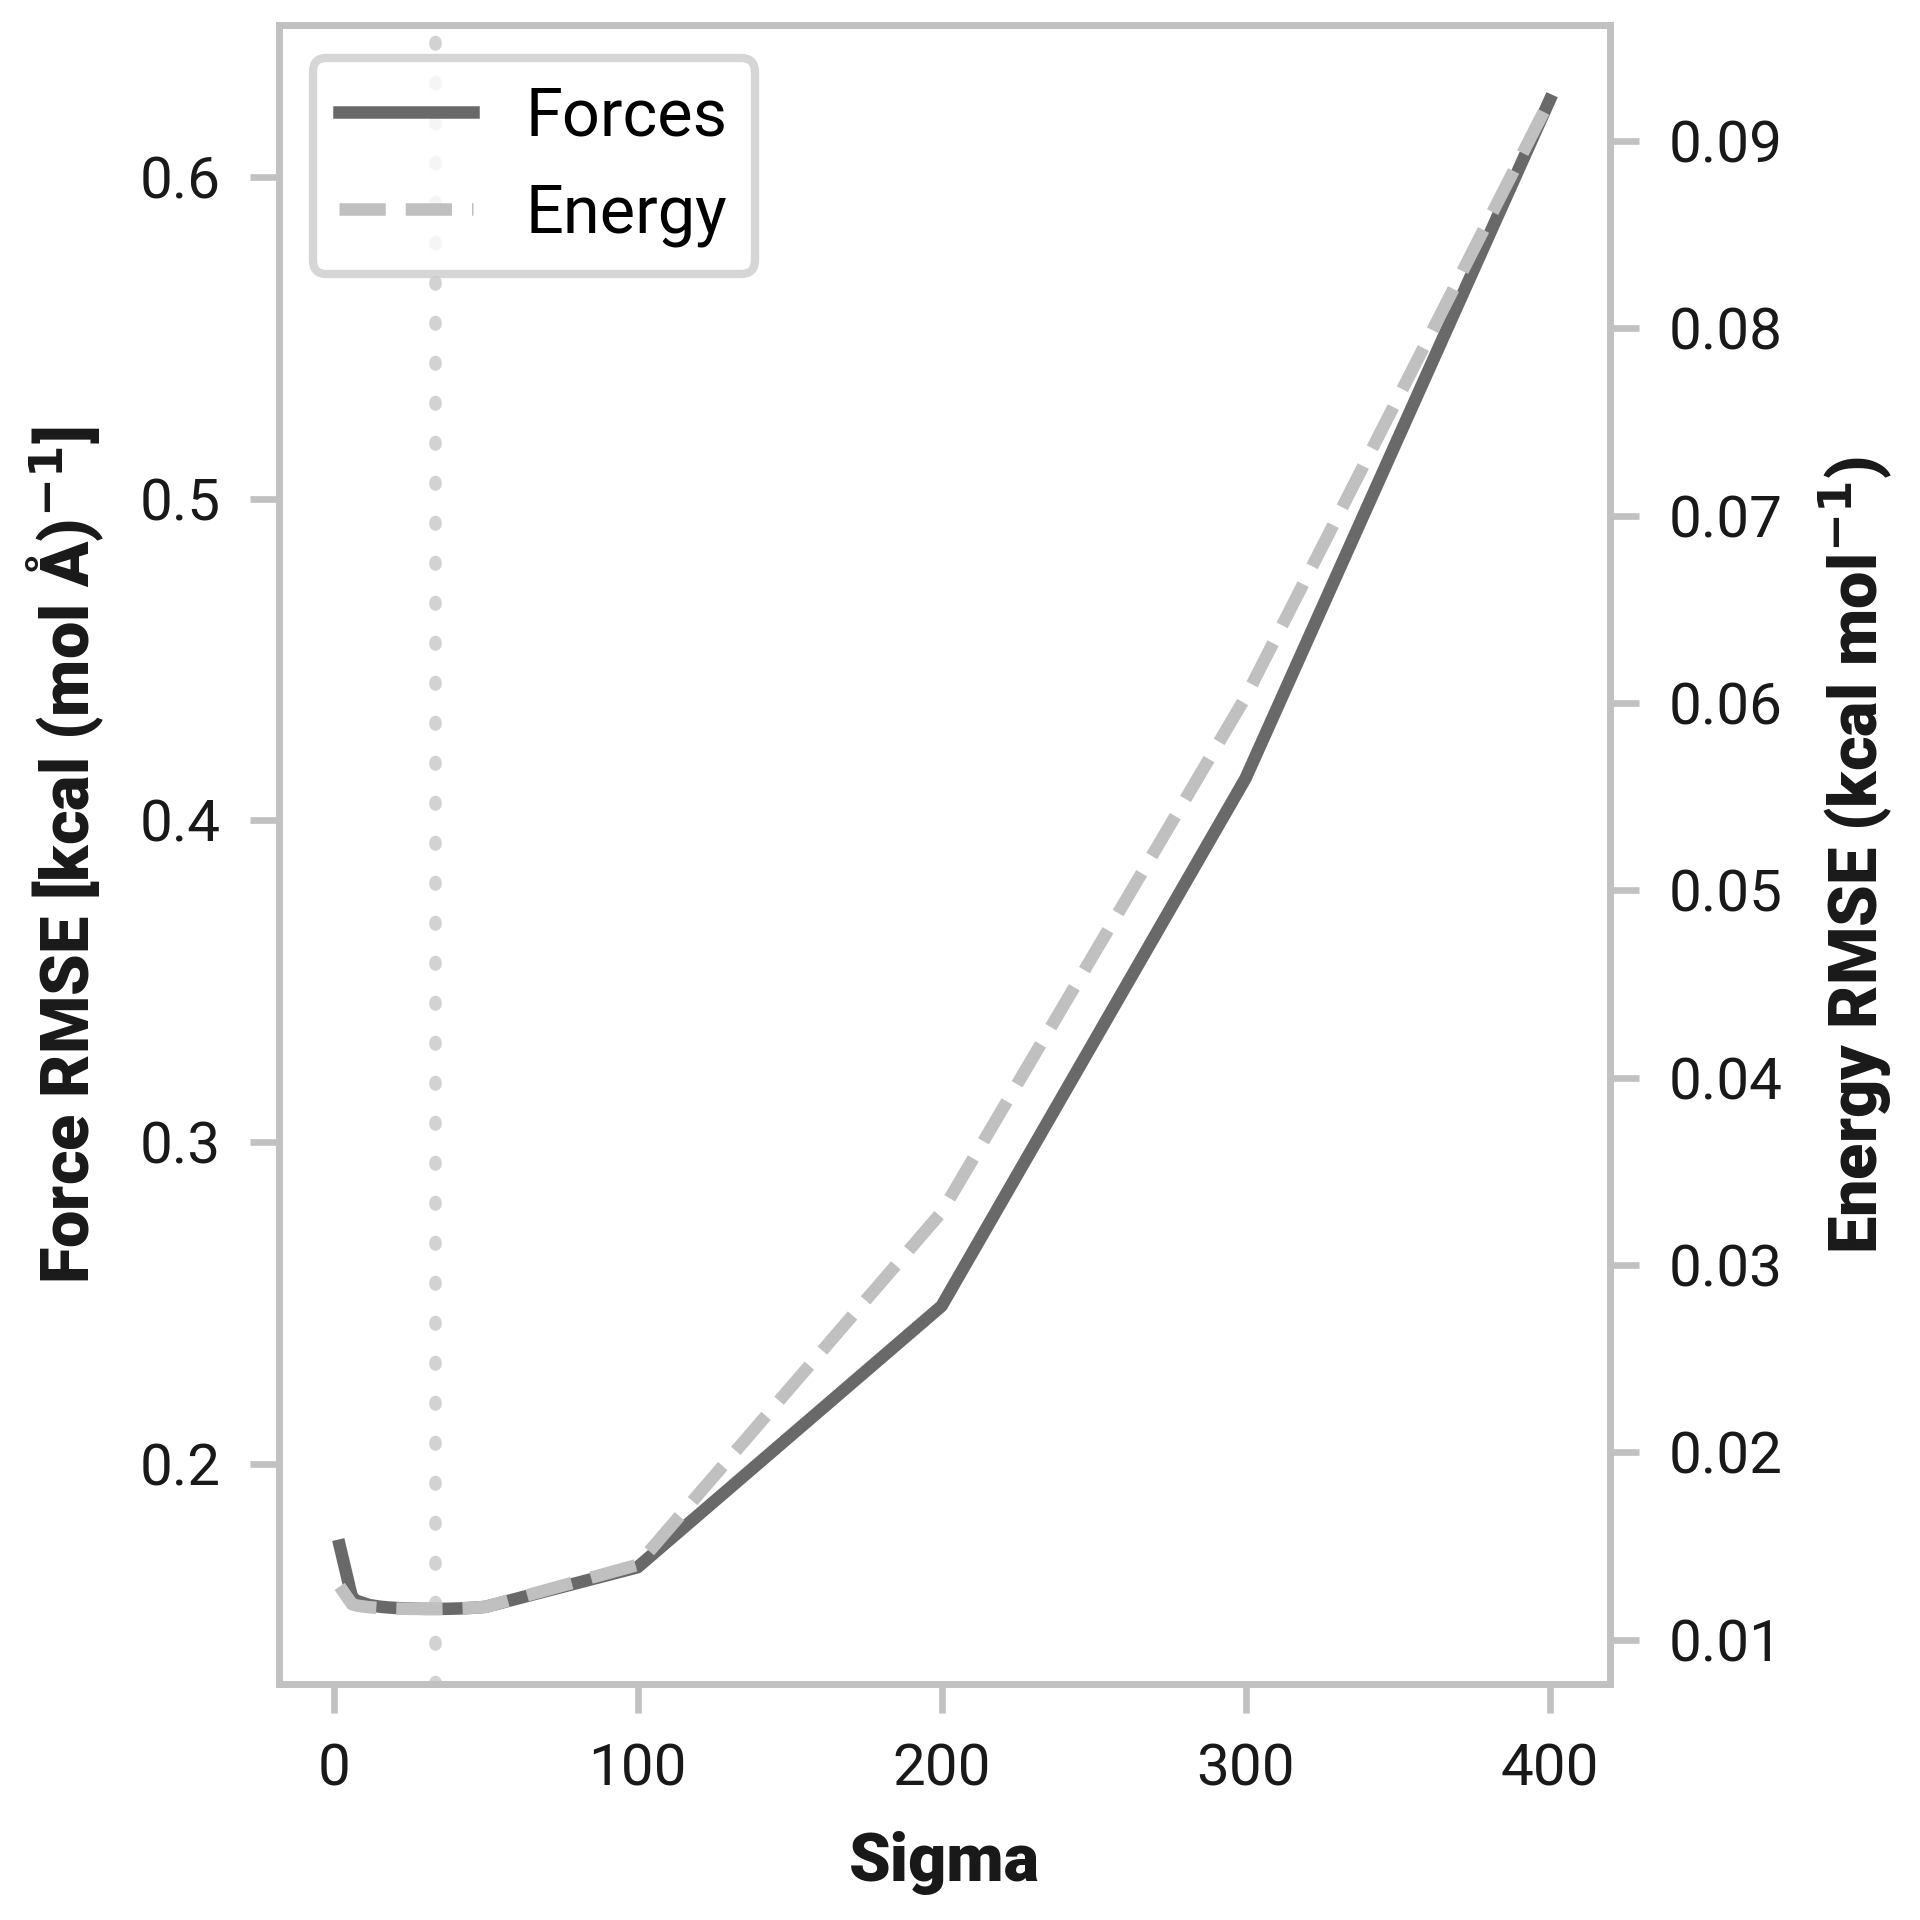 Forces
Energy
0.6
0.5
0.4
0.3
0.2
Force RMSE [kcal (mol Å)⁻¹]
0.09
0.08
0.07
0.06
0.05
0.04
0.03
0.02
0.01
Energy RMSE (kcal mol⁻¹)
0 100 200 300 400
Sigma